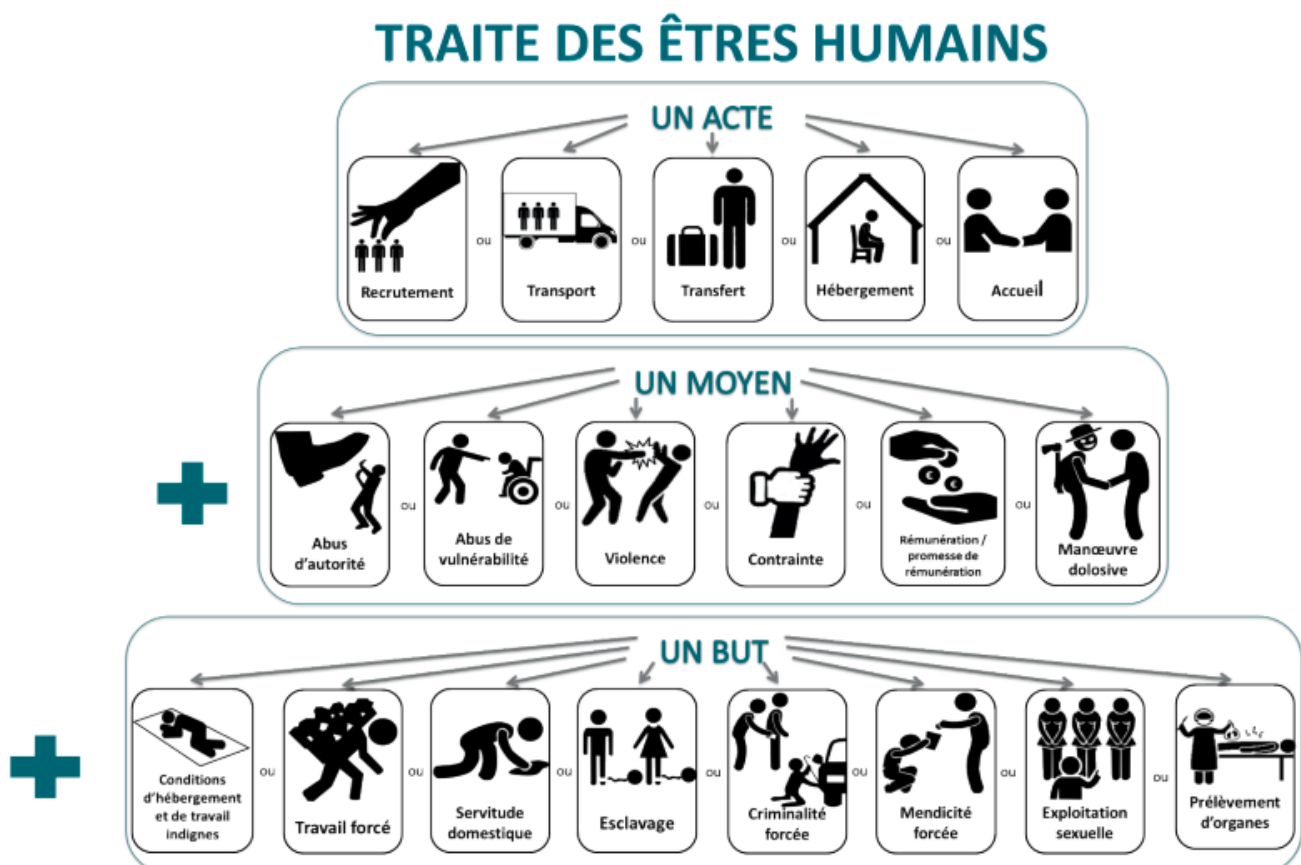 TRAITE DES ÊTRES HUMAINS
UN ACTE
Recrutement
ou
Transport
ou
Transfert
ou
Hébergement
ou
Accueil
UN MOYEN
Abus
d'autorité
ou
Abus de
vulnérabilité
ou
Violence
ou
Contrainte
ou
€
€
Rémunération /
promesse de
rémunération
ou
Manœuvre
dolosive
UN BUT
Conditions
d'hébergement
et de travail
indignes
ou
Travail forcé
ou
Servitude
domestique
ou
Esclavage
ou
Criminalité
forcée
ou
Mendicité
forcée
ou
Exploitation
sexuelle
ou
Prélèvement
d'organes